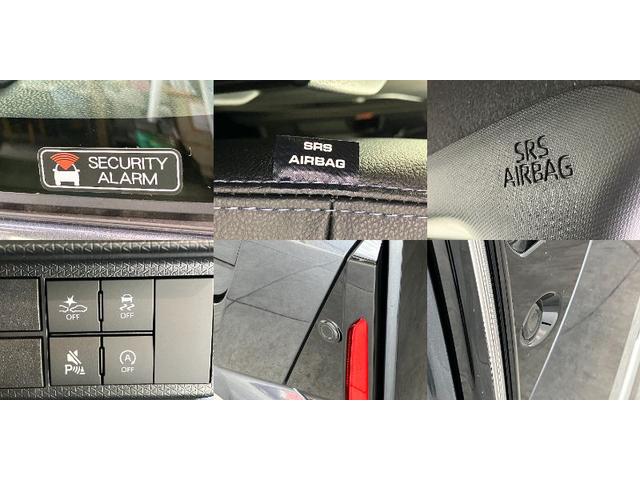 SECURITY
ALARM
SRS
AIRBAG
SRS
AIRBAG
OFF
OFF
P
A
OFF